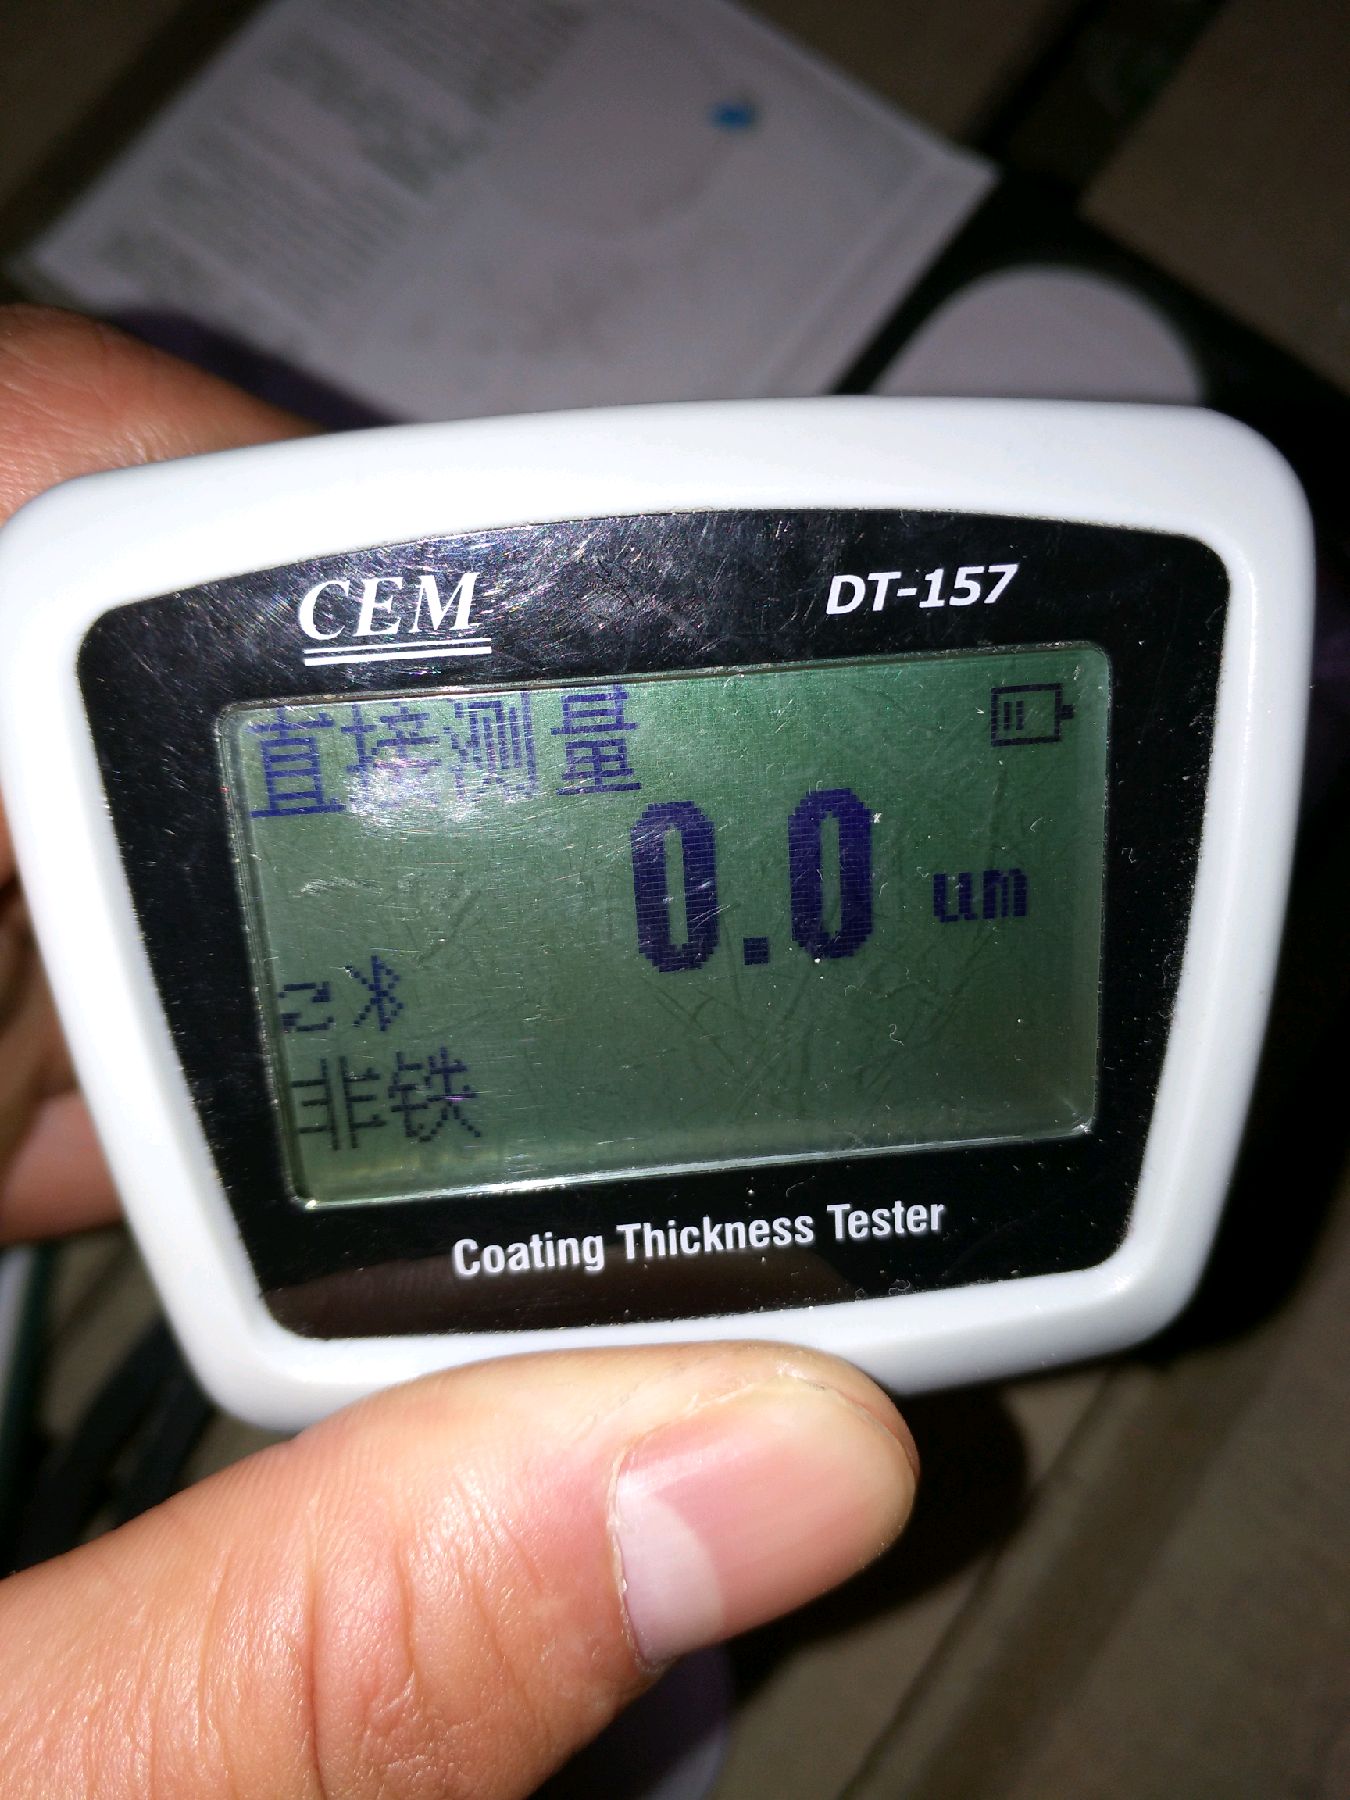 CEM
DT-157
直接测量
0.0 um
非铁
Coating Thickness Tester